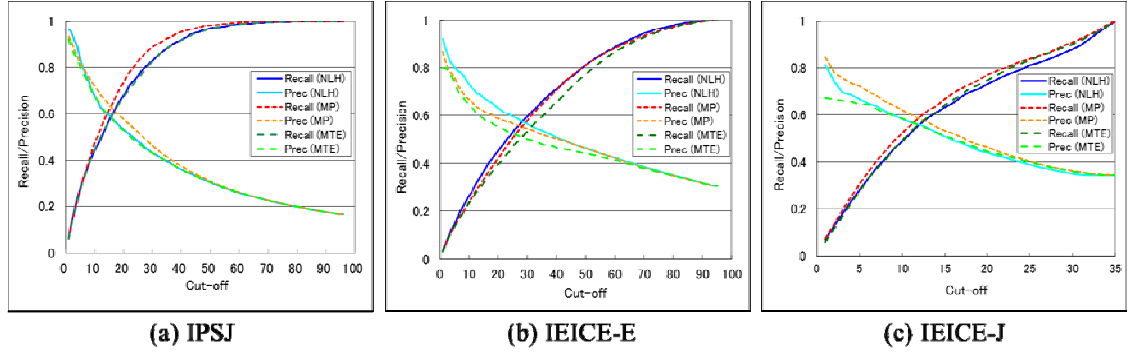 Recall/Precision
1
0.8
0.6
0.4
0.2
0
Recall (NLH)
Prec (NLH)
Recall (MP)
Prec (MP)
Recall (MTE)
Prec (MTE)
0 10 20 30 40 50 60 70 80 90 100
Cut-off
(a) IPSJ
Recall/Precision
1
0.8
0.6
0.4
0.2
0
Recall (NLH)
Prec (NLH)
Recall (MP)
Prec (MP)
Recall (MTE)
Prec (MTE)
0 10 20 30 40 50 60 70 80 90 100
Cut-off
(b) IEICE-E
Recall/Precision
1
0.8
0.6
0.4
0.2
0
Recall (NLH)
Prec (NLH)
Recall (MP)
Prec (MP)
Recall (MTE)
Prec (MTE)
0 5 10 15 20 25 30 35
Cut-off
(c) IEICE-J